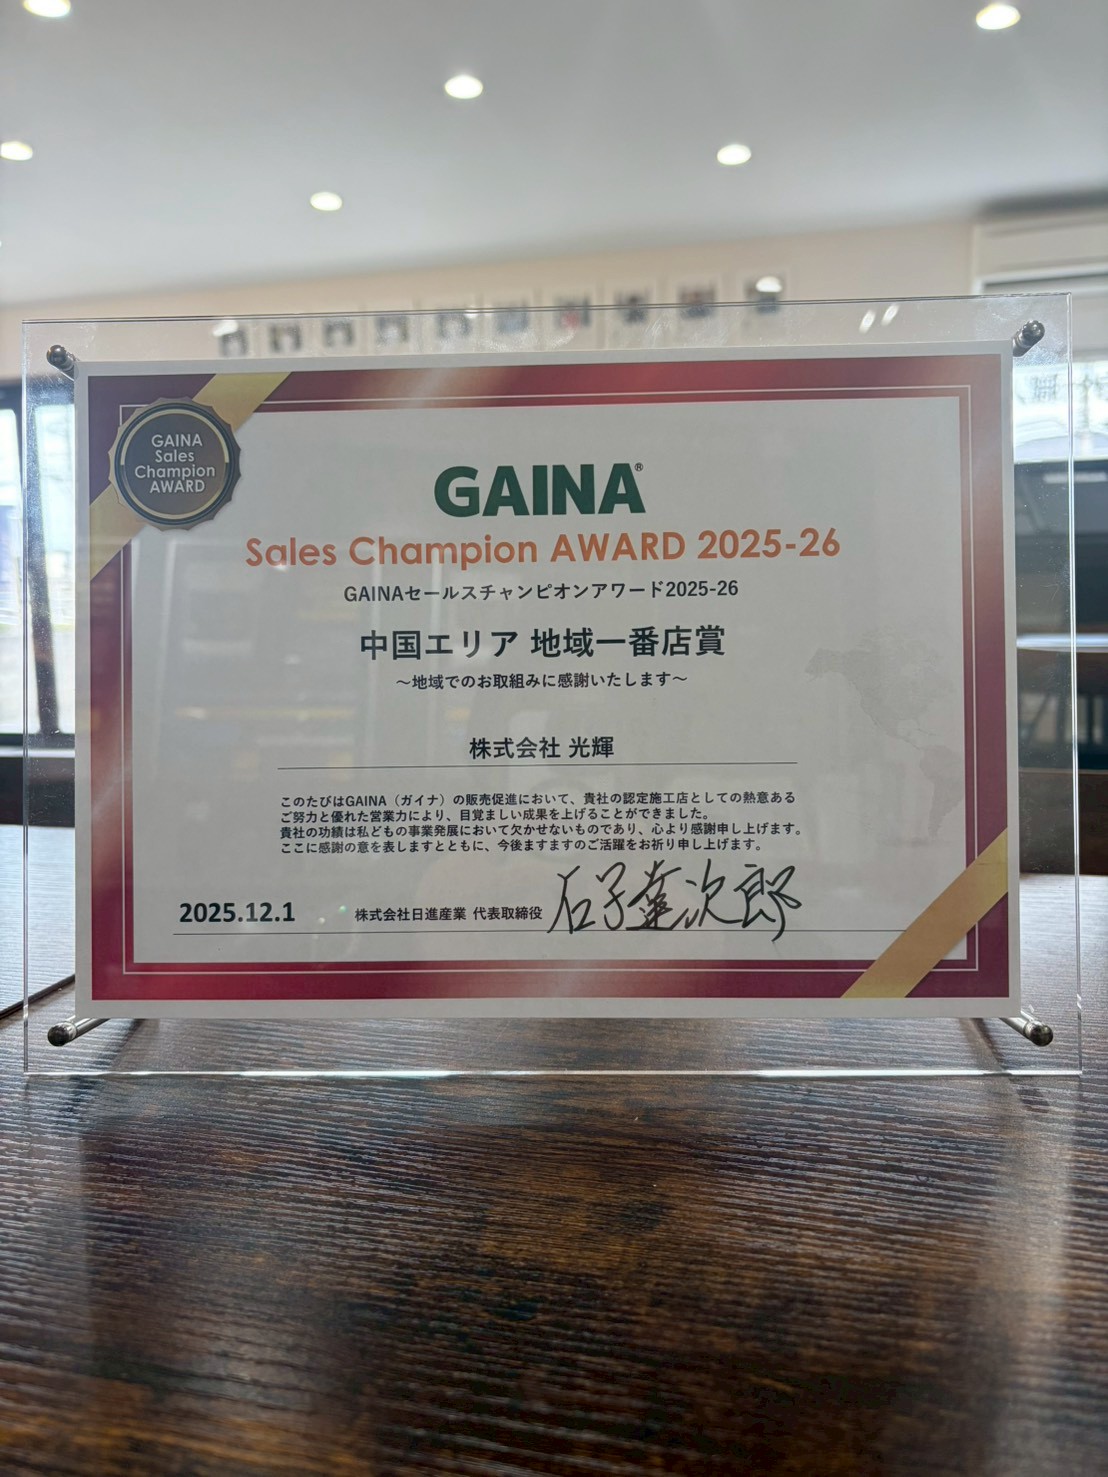 GAINA
Sales
Champion
AWARD
GAINA®
Sales Champion AWARD 2025-26
GAINAセールスチャンピオンアワード2025-26
中国エリア 地域一番店賞
～地域でのお取組みに感謝いたします～
株式会社 光輝
このたびはGAINA（ガイナ）の販売促進において、貴社の認定施工店としての熱意ある
ご努力と優れた営業力により、目覚ましい成果を上げることができました。
貴社の功績は私どもの事業発展において欠かせないものであり、心より感謝申し上げます。
ここに感謝の意を表しますとともに、今後ますますのご活躍をお祈り申し上げます。
2025.12.1
株式会社日進産業 代表取締役 石子達次郎